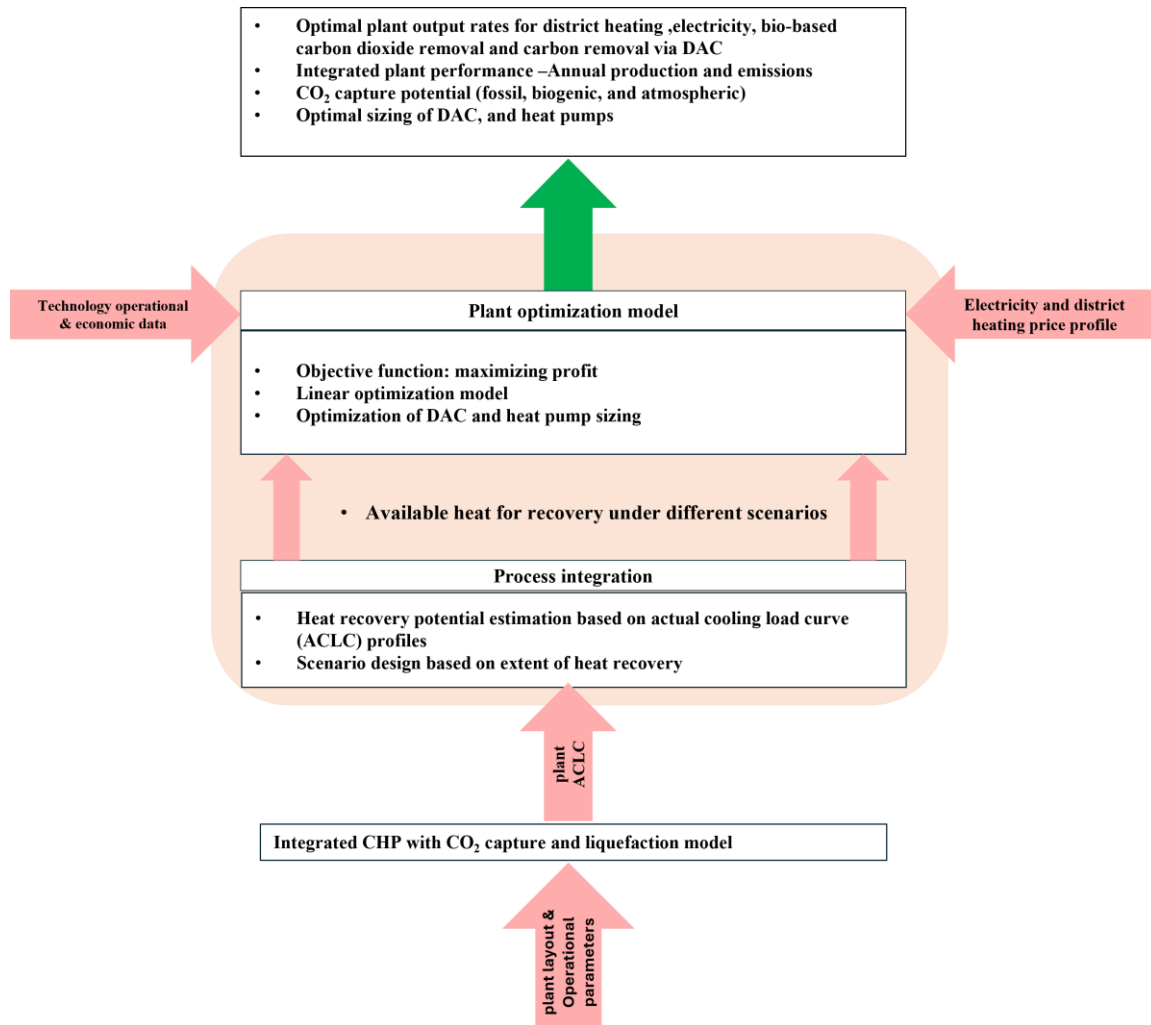 • Optimal plant output rates for district heating ,electricity, bio-based
carbon dioxide removal and carbon removal via DAC
• Integrated plant performance –Annual production and emissions
• CO₂ capture potential (fossil, biogenic, and atmospheric)
• Optimal sizing of DAC, and heat pumps
Technology operational
& economic data
Plant optimization model
Electricity and district
heating price profile
• Objective function: maximizing profit
• Linear optimization model
• Optimization of DAC and heat pump sizing
• Available heat for recovery under different scenarios
Process integration
• Heat recovery potential estimation based on actual cooling load curve
(ACLC) profiles
• Scenario design based on extent of heat recovery
plant
ACLC
Integrated CHP with CO₂ capture and liquefaction model
plant layout &
Operational
parameters